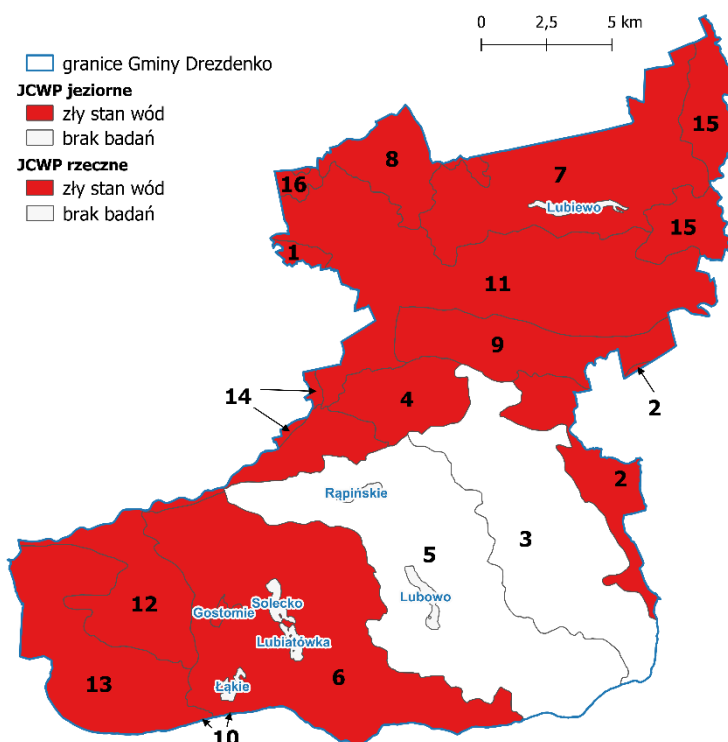 0 2,5 5 km
granice Gminy Drezdenko
JCWP jeziorne
zły stan wód
brak badań
JCWP rzeczne
zły stan wód
brak badań
15
8
7
16
Lubiewo
15
1
11
9
2
14
4
2
Rąpińskie
3
5
Solecko
Lubowo
12
Gostomie
Lubiatówka
6
13
Łąkie
10